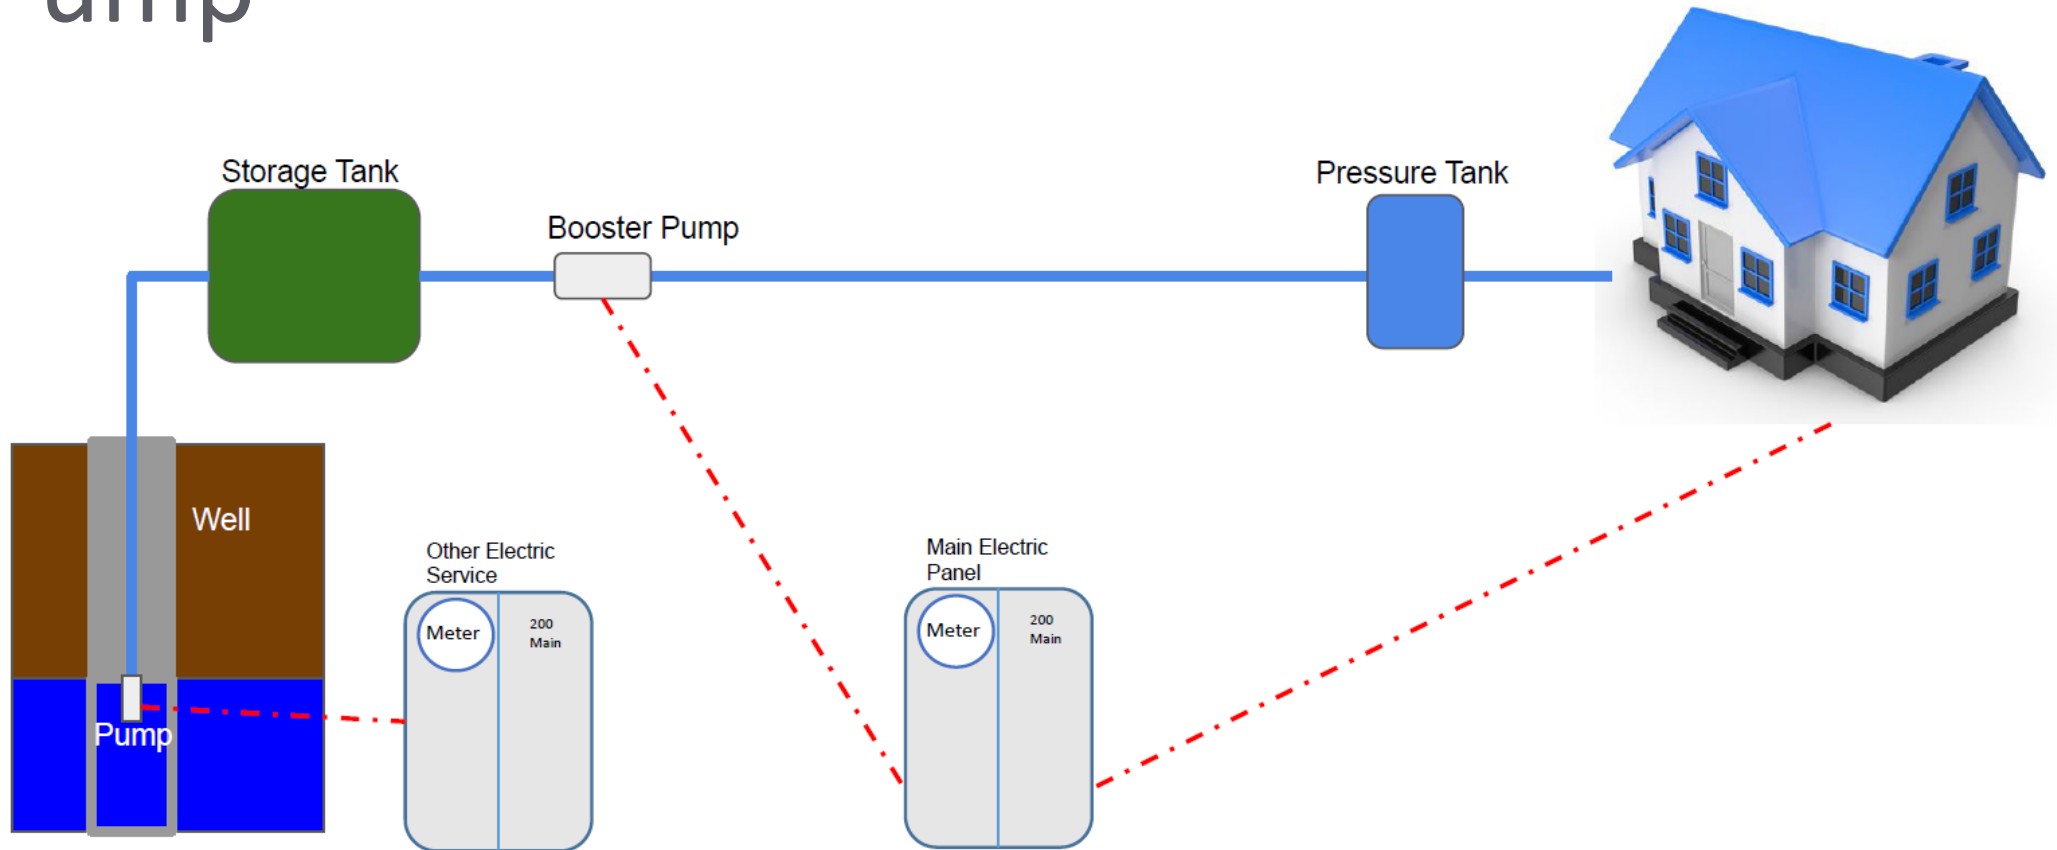 ump
Storage Tank
Pressure Tank
Booster Pump
Well
Pump
Other Electric
Service
Meter
200
Main
Main Electric
Panel
Meter
200
Main